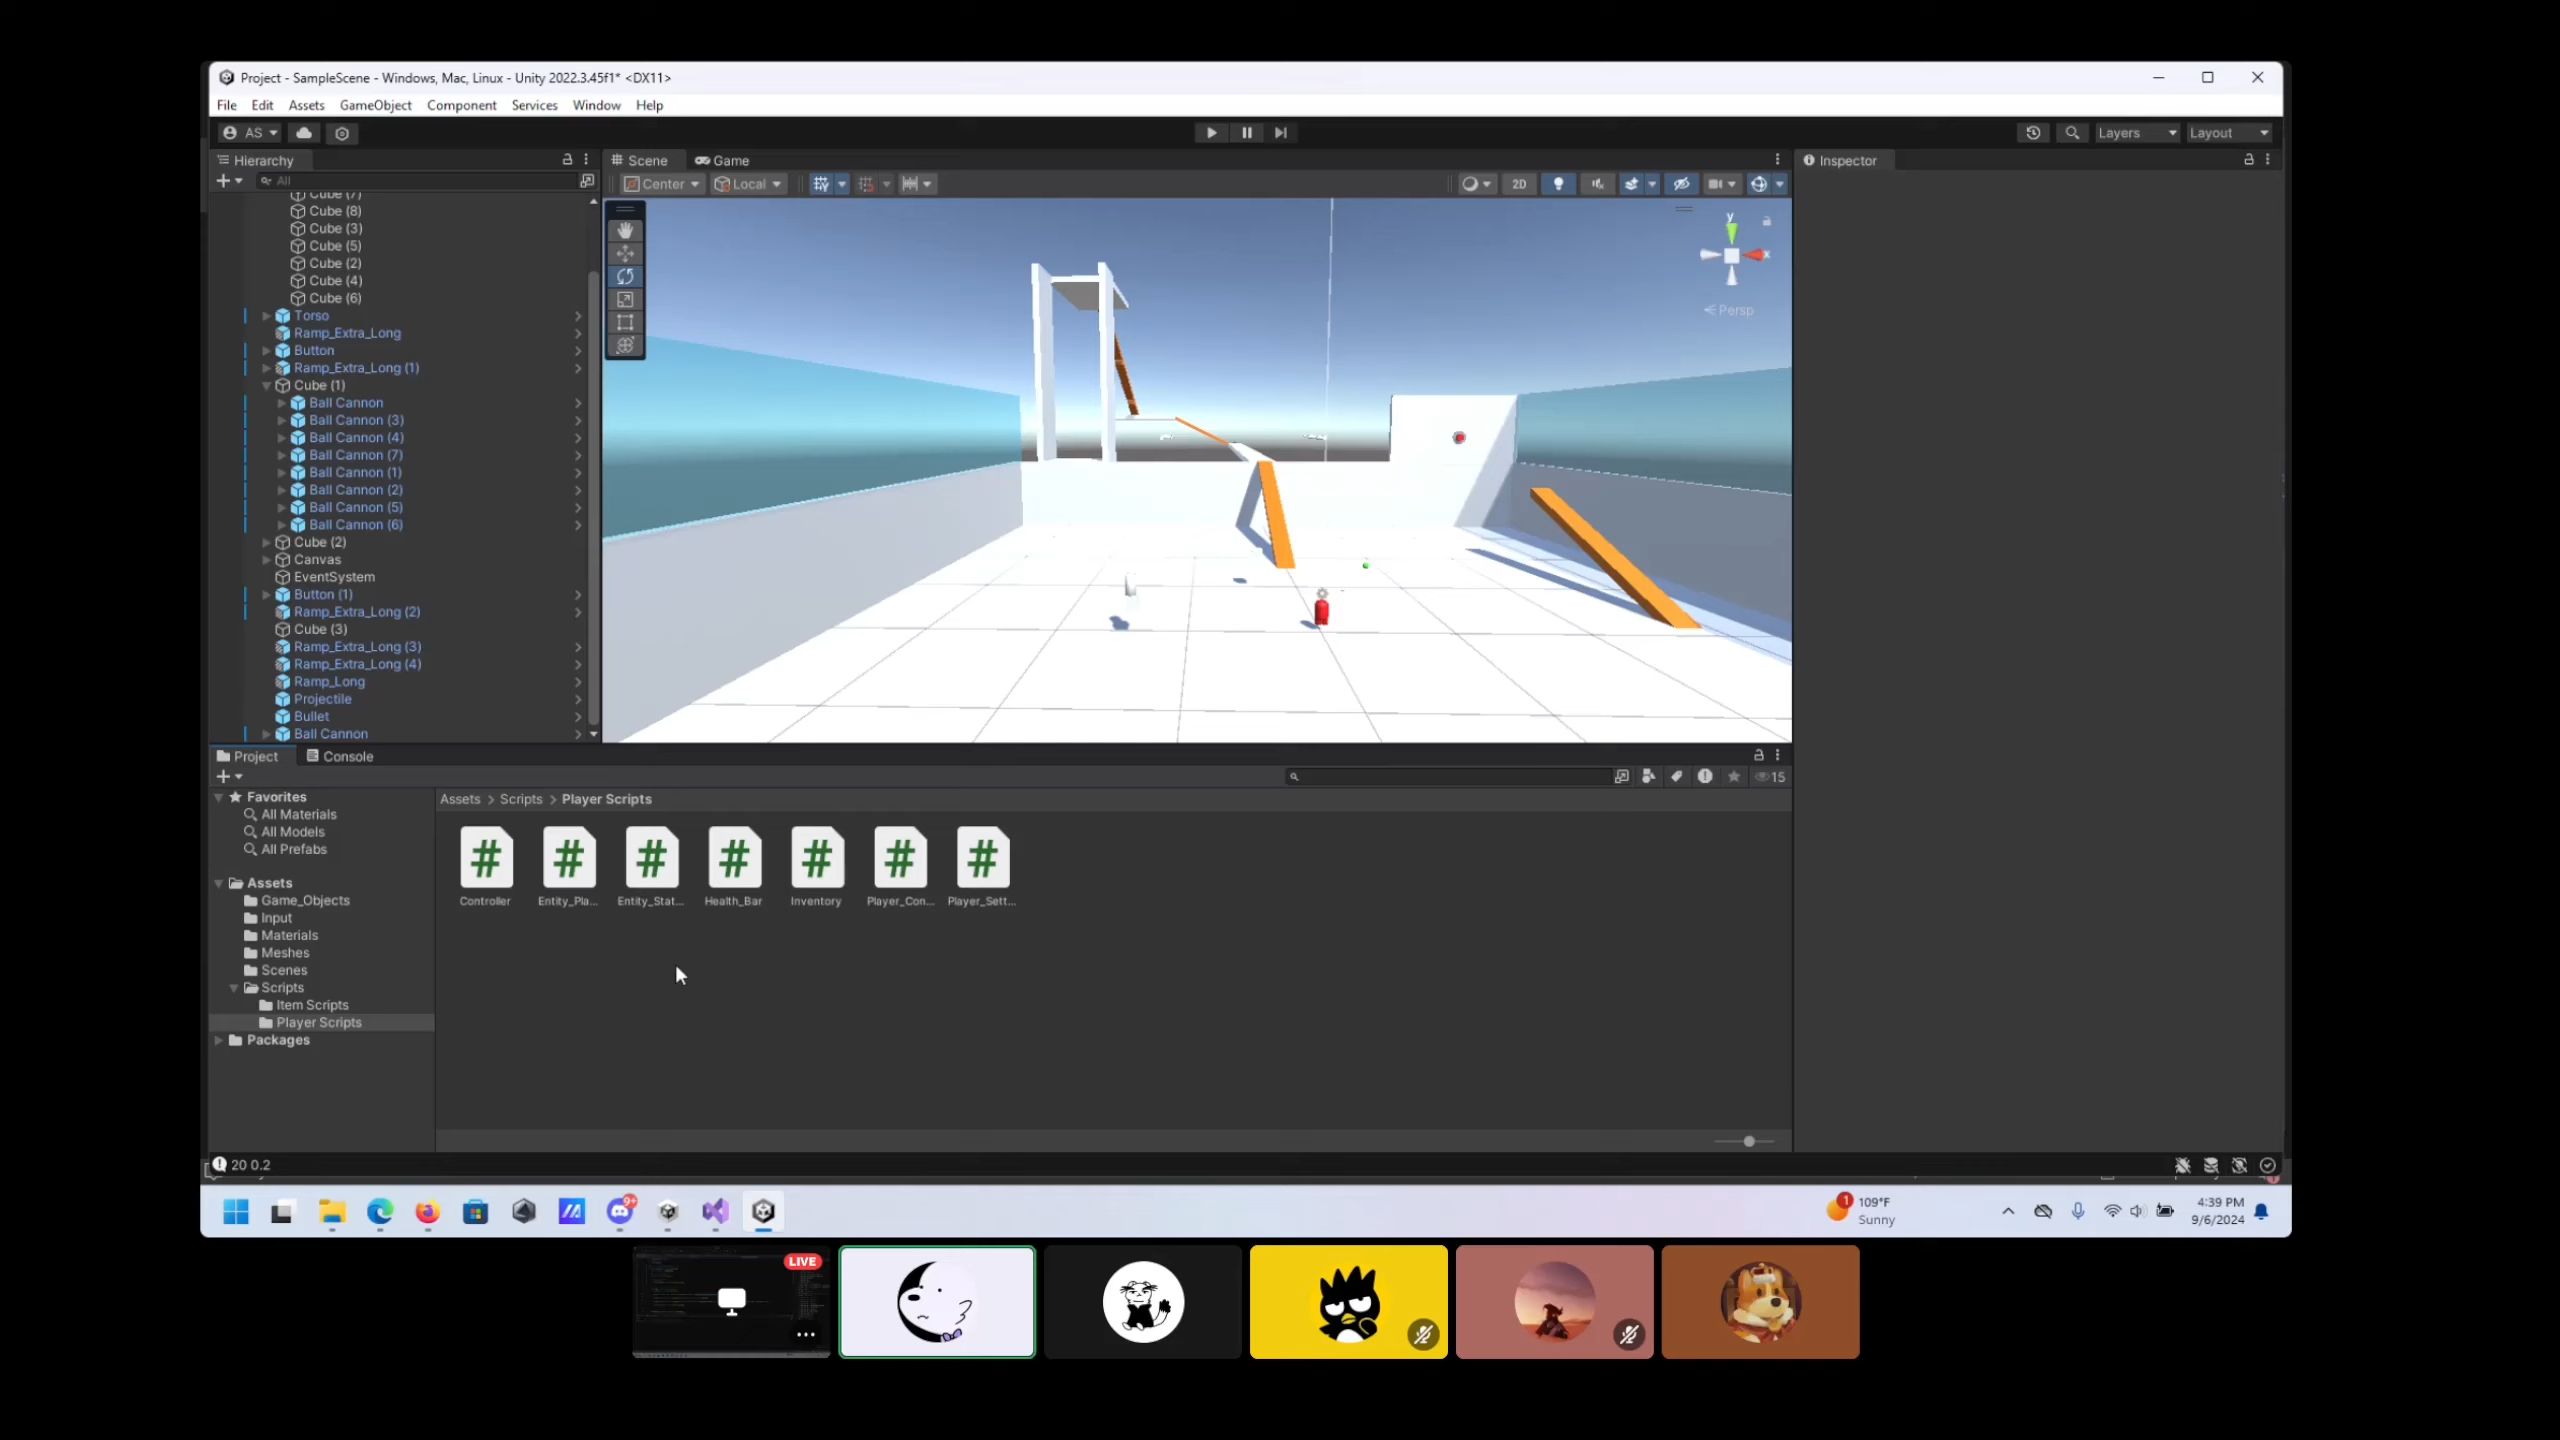 Project - SampleScene - Windows, Mac, Linux - Unity 2022.3.45f1* <DX11>
File Edit Assets GameObject Component Services Window Help
AS
Layers Layout
Hierarchy
All
Cube (7)
Cube (8)
Cube (3)
Cube (5)
Cube (2)
Cube (4)
Cube (6)
Torso
Ramp_Extra_Long
Button
Ramp_Extra_Long (1)
Cube (1)
Ball Cannon
Ball Cannon (3)
Ball Cannon (4)
Ball Cannon (7)
Ball Cannon (1)
Ball Cannon (2)
Ball Cannon (5)
Ball Cannon (6)
Cube (2)
Canvas
EventSystem
Button (1)
Ramp_Extra_Long (2)
Cube (3)
Ramp_Extra_Long (3)
Ramp_Extra_Long (4)
Ramp_Long
Projectile
Bullet
Ball Cannon
Scene Game
Center Local 2D
y
x
Persp
Inspector
Project Console
15
Favorites
All Materials
All Models
All Prefabs
Assets
Game_Objects
Input
Materials
Meshes
Scenes
Scripts
Item Scripts
Player Scripts
Packages
Assets > Scripts > Player Scripts
# # # # # # #
Controller Entity_Pla... Entity_Stat... Health_Bar Inventory Player_Con... Player_Sett...
20 0.2
9+
1
109°F
Sunny
4:39 PM
9/6/2024
LIVE